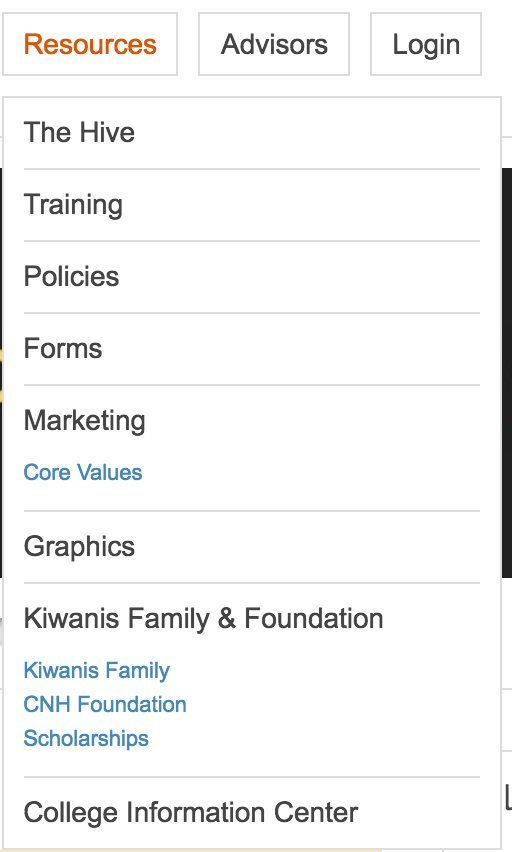 Resources Advisors Login
The Hive
Training
Policies
Forms
Marketing
Core Values
Graphics
Kiwanis Family & Foundation
Kiwanis Family
CNH Foundation
Scholarships
College Information Center